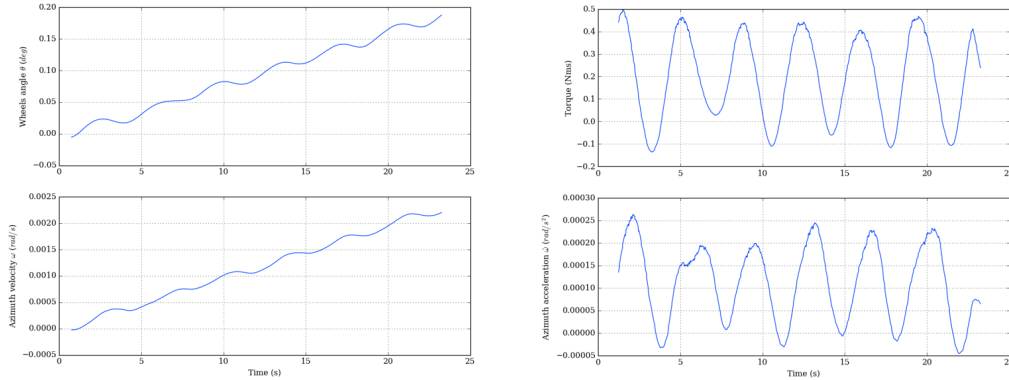 0.20
0.15
0.10
0.05
0.00
−0.05
Wheels angle θ (deg)
0 5 10 15 20 25
0.5
0.4
0.3
0.2
0.1
0.0
−0.1
−0.2
Torque (Nms)
0 5 10 15 20 25
0.0025
0.0020
0.0015
0.0010
0.0005
0.0000
−0.0005
Azimuth velocity ω (rad/s)
0 5 10 15 20 25
Time (s)
0.00030
0.00025
0.00020
0.00015
0.00010
0.00005
0.00000
−0.00005
Azimuth acceleration ω̇ (rad/s²)
0 5 10 15 20 25
Time (s)